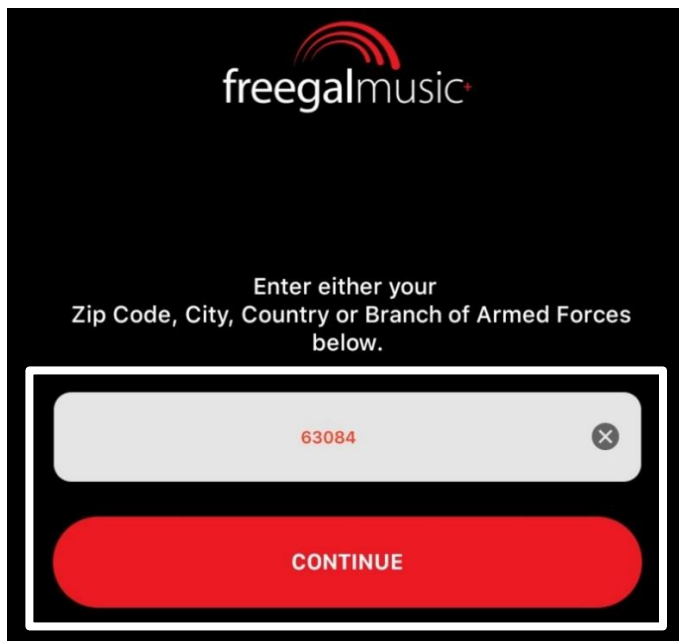 freegalmusic+
Enter either your
Zip Code, City, Country or Branch of Armed Forces
below.
63084
CONTINUE